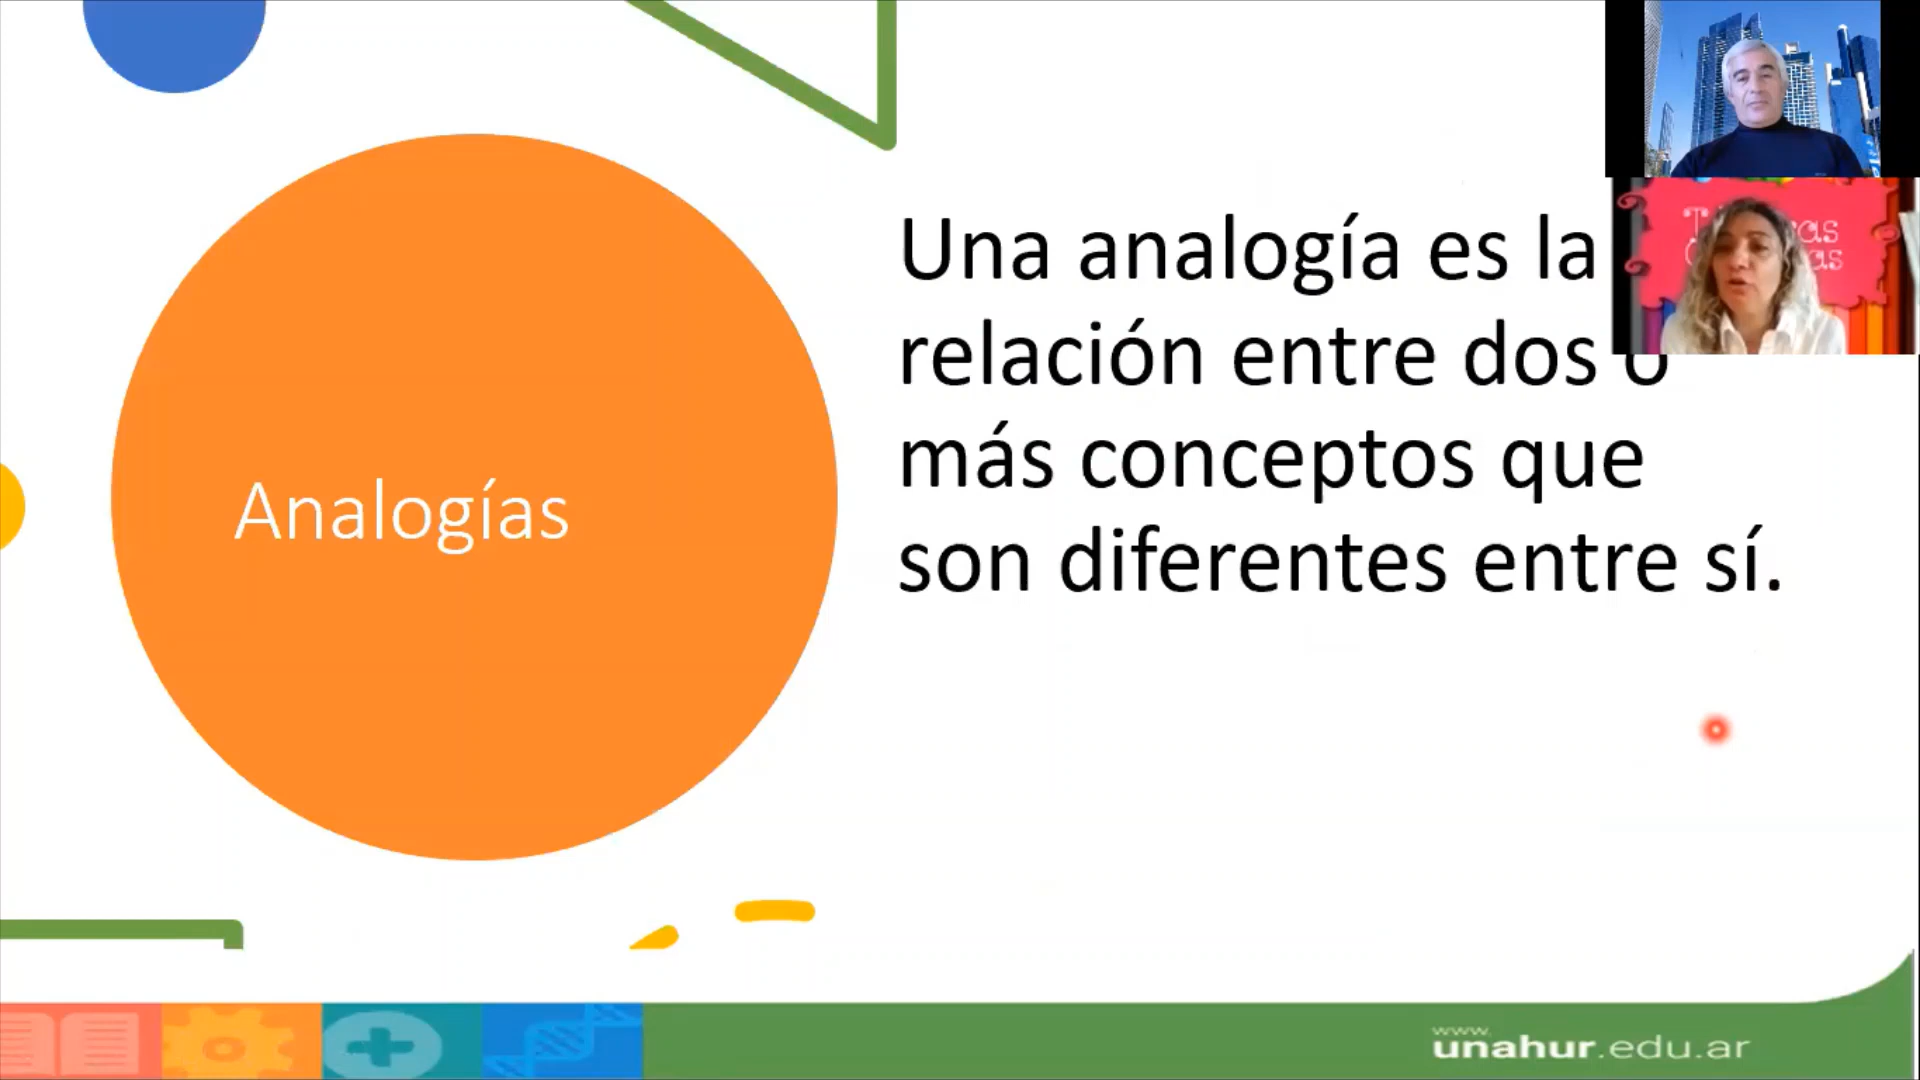 Analogías
Una analogía es la
relación entre dos o
más conceptos que
son diferentes entre sí.
www.
unahur.edu.ar